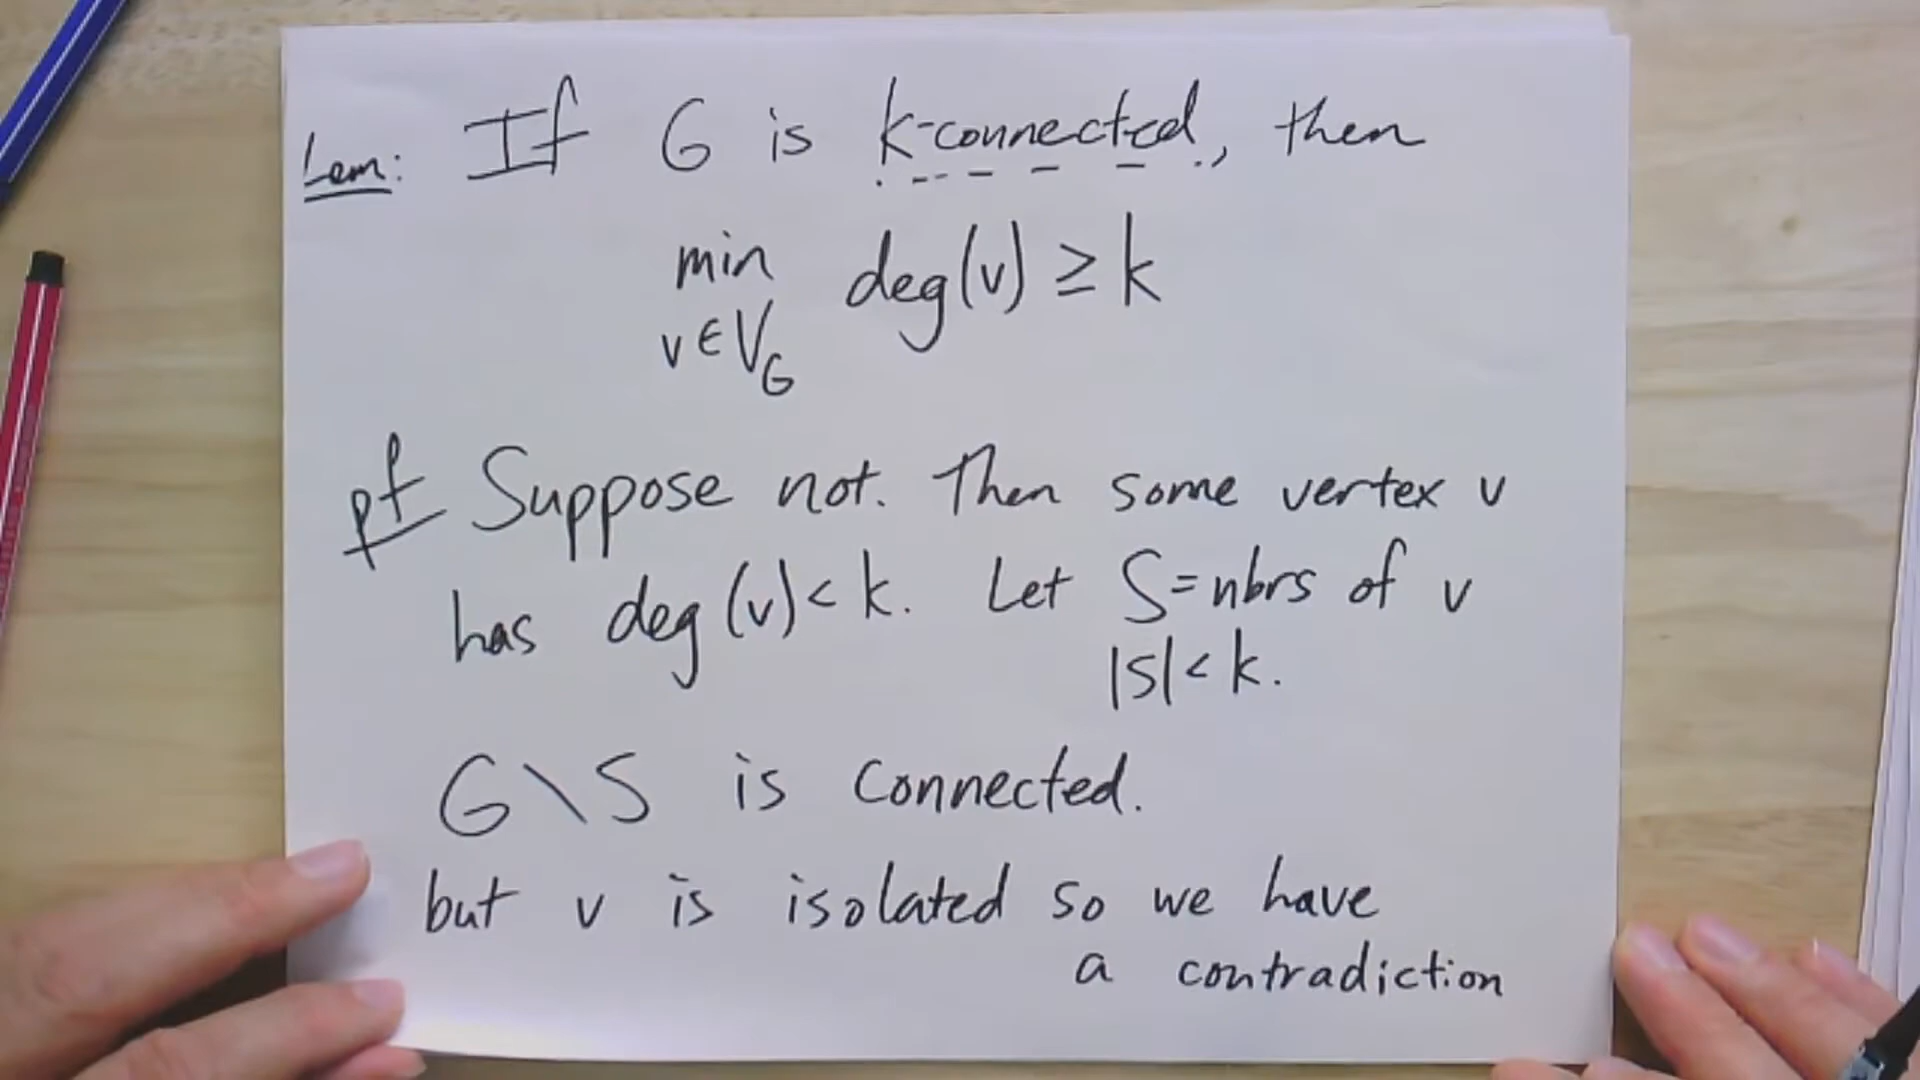 Lem: If G is k-connected, then
min deg(v) ≥ k
v∈V_G
pf Suppose not. Then some vertex v
has deg(v) < k. Let S = nbrs of v
|S| < k.
G\S is connected.
but v is isolated so we have
a contradiction